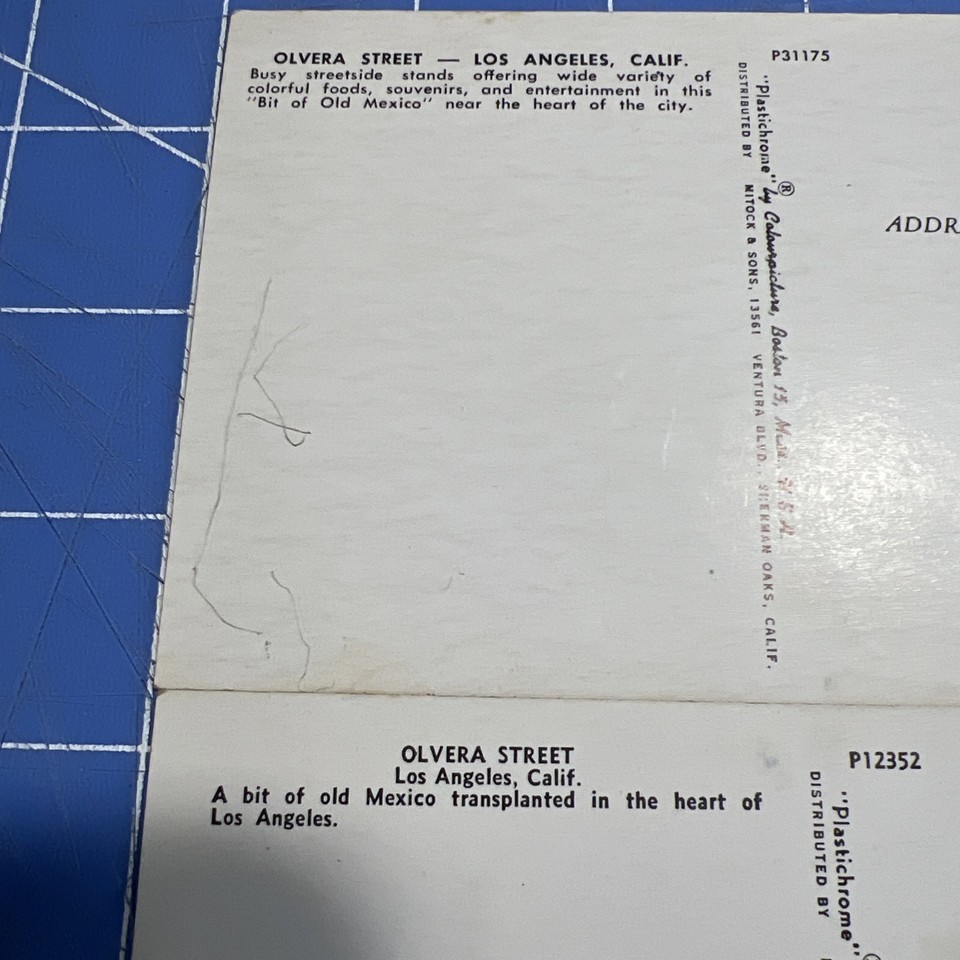 OLVERA STREET — LOS ANGELES, CALIF.
Busy streetside stands offering wide variety of
colorful foods, souvenirs, and entertainment in this
"Bit of Old Mexico" near the heart of the city.
P31175
"Plastichrome"® by Colourpicture, Boston 15, Mass. U.S.A.
DISTRIBUTED BY MITOCK & SONS, 13561 VENTURA BLVD., SHERMAN OAKS, CALIF.
ADDR
OLVERA STREET
Los Angeles, Calif.
A bit of old Mexico transplanted in the heart of
Los Angeles.
P12352
"Plastichrome"
DISTRIBUTED BY